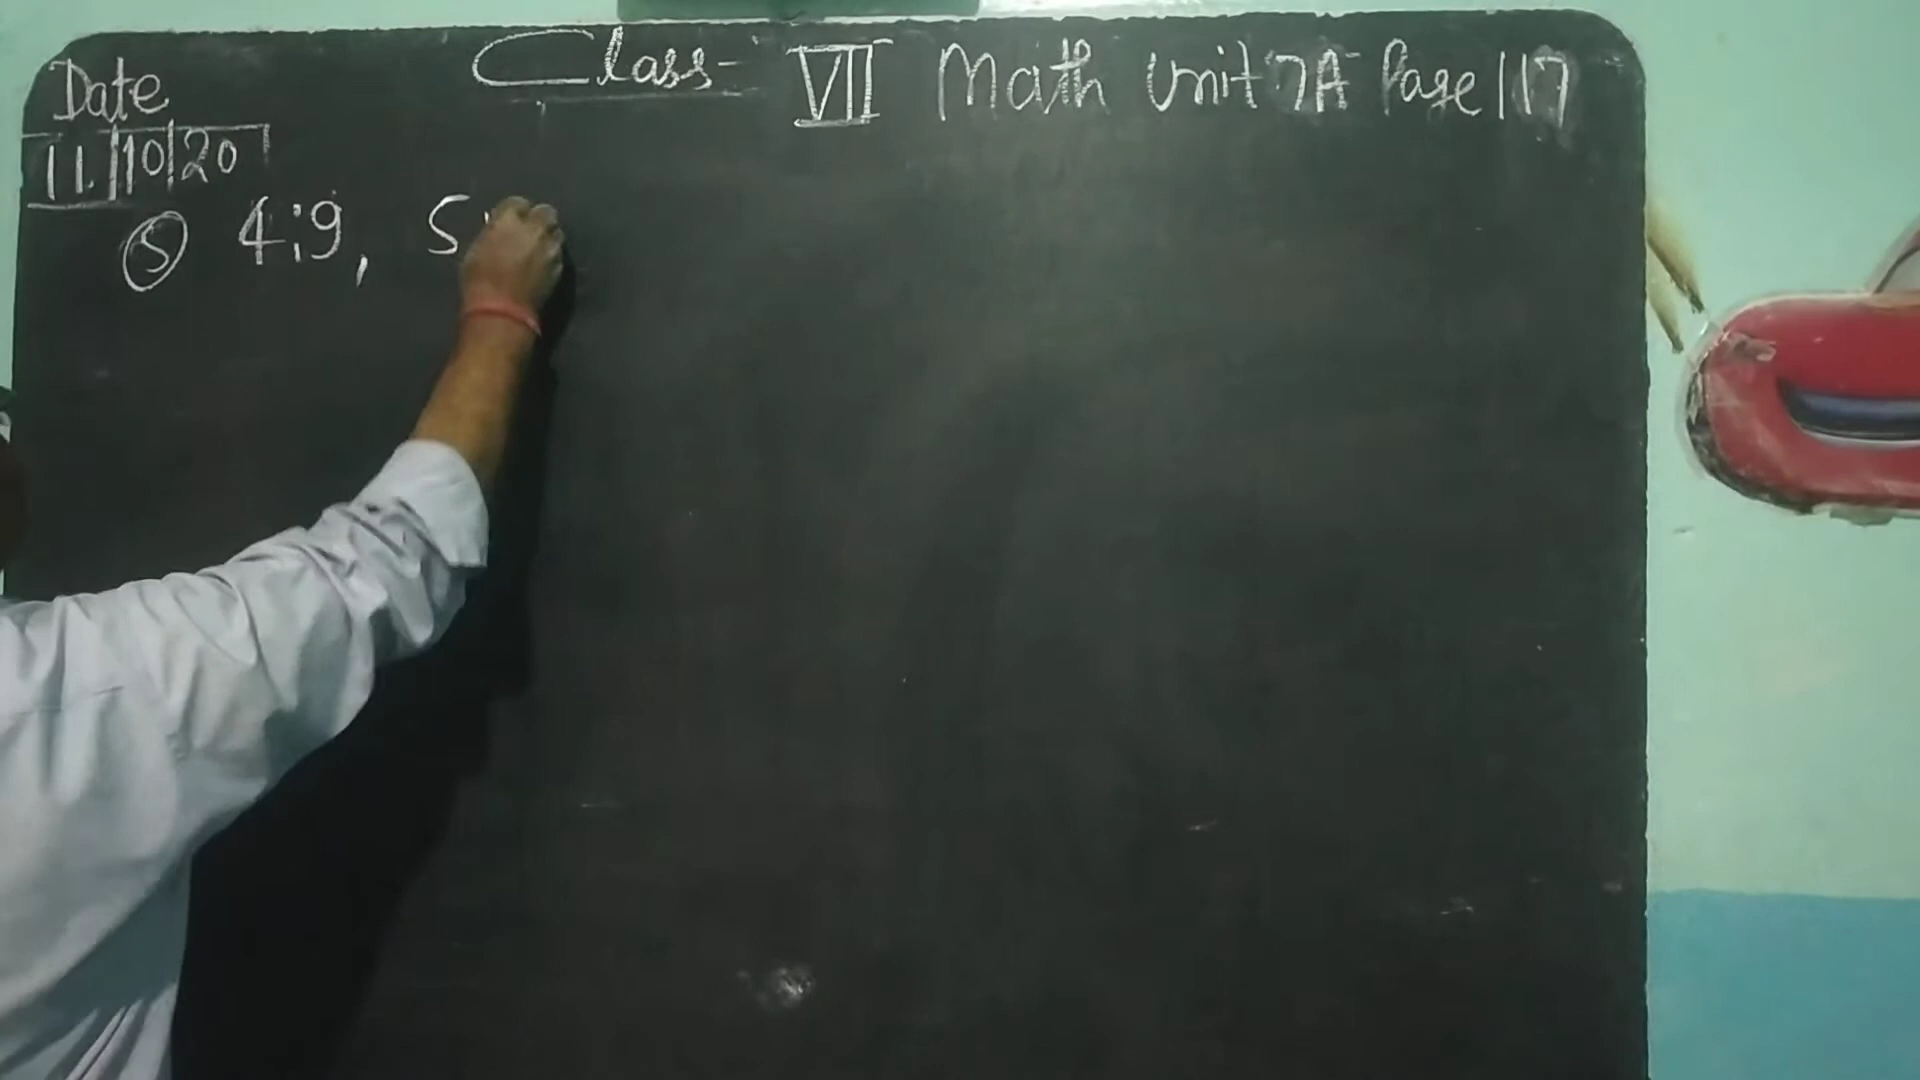 Class- VII Math Unit 7A Page 117
Date
11/10/20
⑤ 4:9, 5